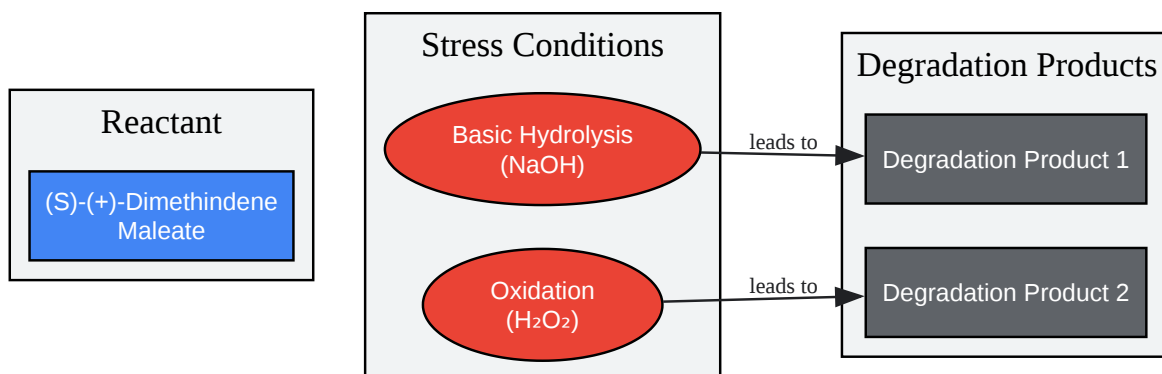 Reactant
(S)-(+)-Dimethindene
Maleate
Stress Conditions
Basic Hydrolysis
(NaOH)
Oxidation
(H₂O₂)
leads to
leads to
Degradation Products
Degradation Product 1
Degradation Product 2